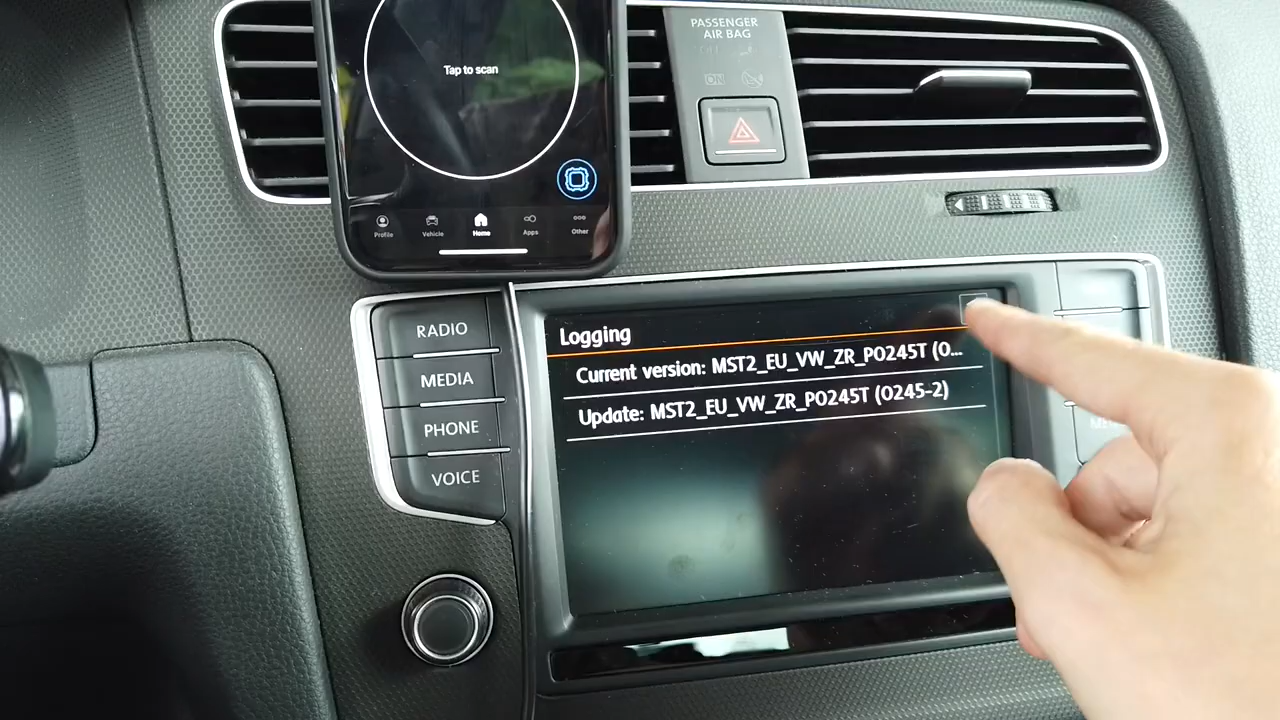 PASSENGER
AIR BAG
ON
Tap to scan
Profile
Vehicle
Home
Apps
Other
RADIO
MEDIA
PHONE
VOICE
Logging
Current version: MST2_EU_VW_ZR_P0245T (0...
Update: MST2_EU_VW_ZR_P0245T (0245-2)